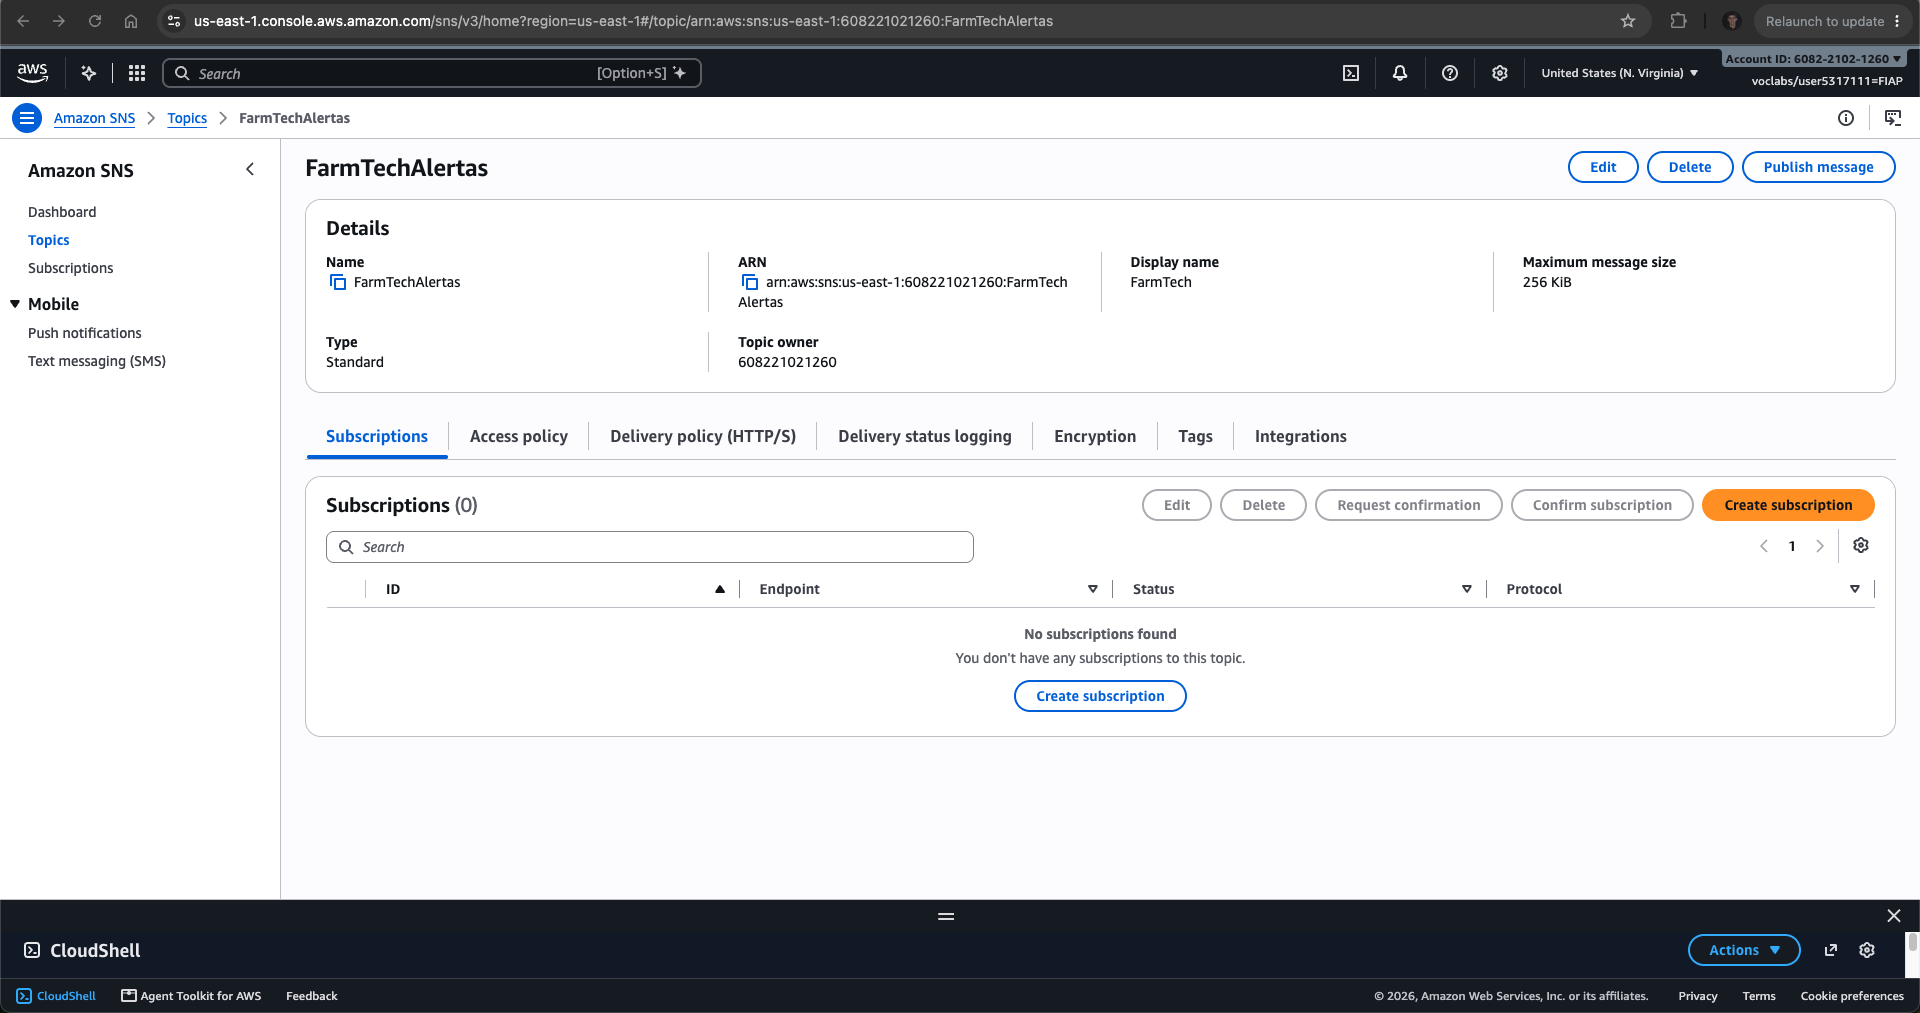 us-east-1.console.aws.amazon.com/sns/v3/home?region=us-east-1#/topic/arn:aws:sns:us-east-1:608221021260:FarmTechAlertas
Relaunch to update
aws
Search
[Option+S]
United States (N. Virginia)
Account ID: 6082-2102-1260
voclabs/user5317111=FIAP
Amazon SNS
Topics
FarmTechAlertas
Amazon SNS
Dashboard
Topics
Subscriptions
Mobile
Push notifications
Text messaging (SMS)
FarmTechAlertas
Edit
Delete
Publish message
Details
Name
FarmTechAlertas
ARN
arn:aws:sns:us-east-1:608221021260:FarmTech
Alertas
Display name
FarmTech
Maximum message size
256 KiB
Type
Standard
Topic owner
608221021260
Subscriptions
Access policy
Delivery policy (HTTP/S)
Delivery status logging
Encryption
Tags
Integrations
Subscriptions (0)
Edit
Delete
Request confirmation
Confirm subscription
Create subscription
Search
1
ID
Endpoint
Status
Protocol
No subscriptions found
You don't have any subscriptions to this topic.
Create subscription
CloudShell
Actions
CloudShell
Agent Toolkit for AWS
Feedback
© 2026, Amazon Web Services, Inc. or its affiliates.
Privacy
Terms
Cookie preferences